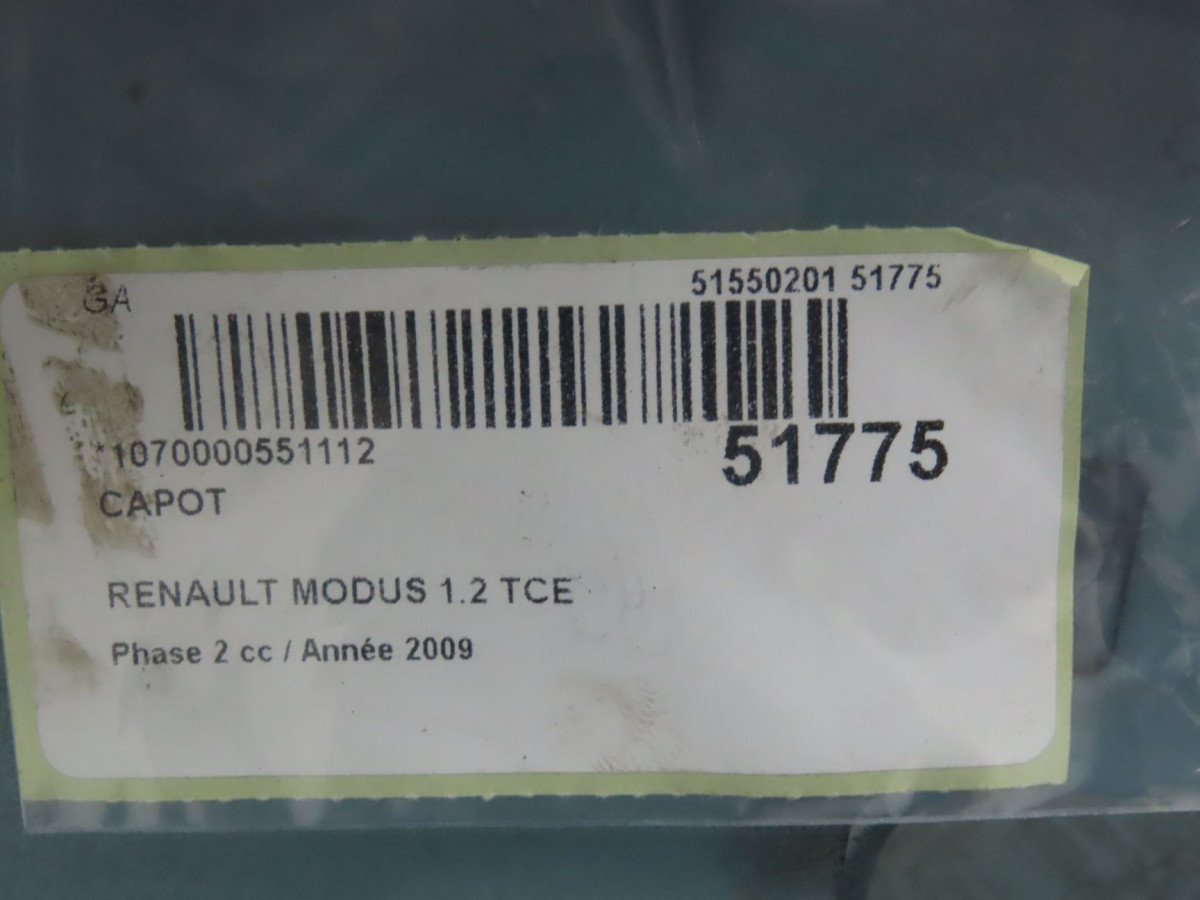 GA
51550201 51775
*1070000551112
51775
CAPOT
RENAULT MODUS 1.2 TCE
Phase 2 cc / Année 2009